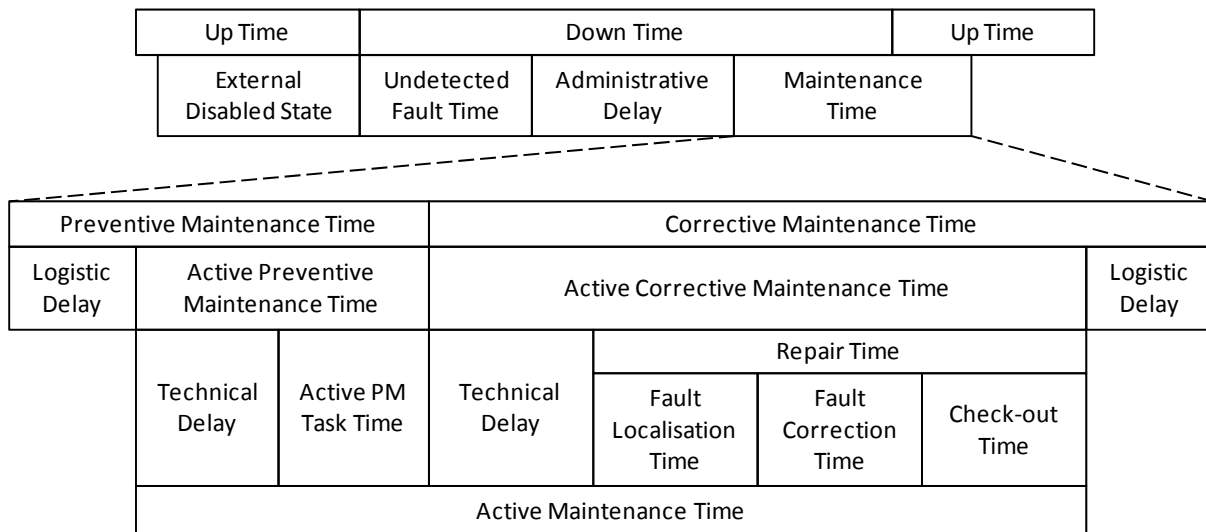 Up Time
Down Time
Up Time
External
Disabled State
Undetected
Fault Time
Administrative
Delay
Maintenance
Time
Preventive Maintenance Time
Corrective Maintenance Time
Logistic
Delay
Active Preventive
Maintenance Time
Active Corrective Maintenance Time
Logistic
Delay
Technical
Delay
Active PM
Task Time
Technical
Delay
Repair Time
Fault
Localisation
Time
Fault
Correction
Time
Check-out
Time
Active Maintenance Time